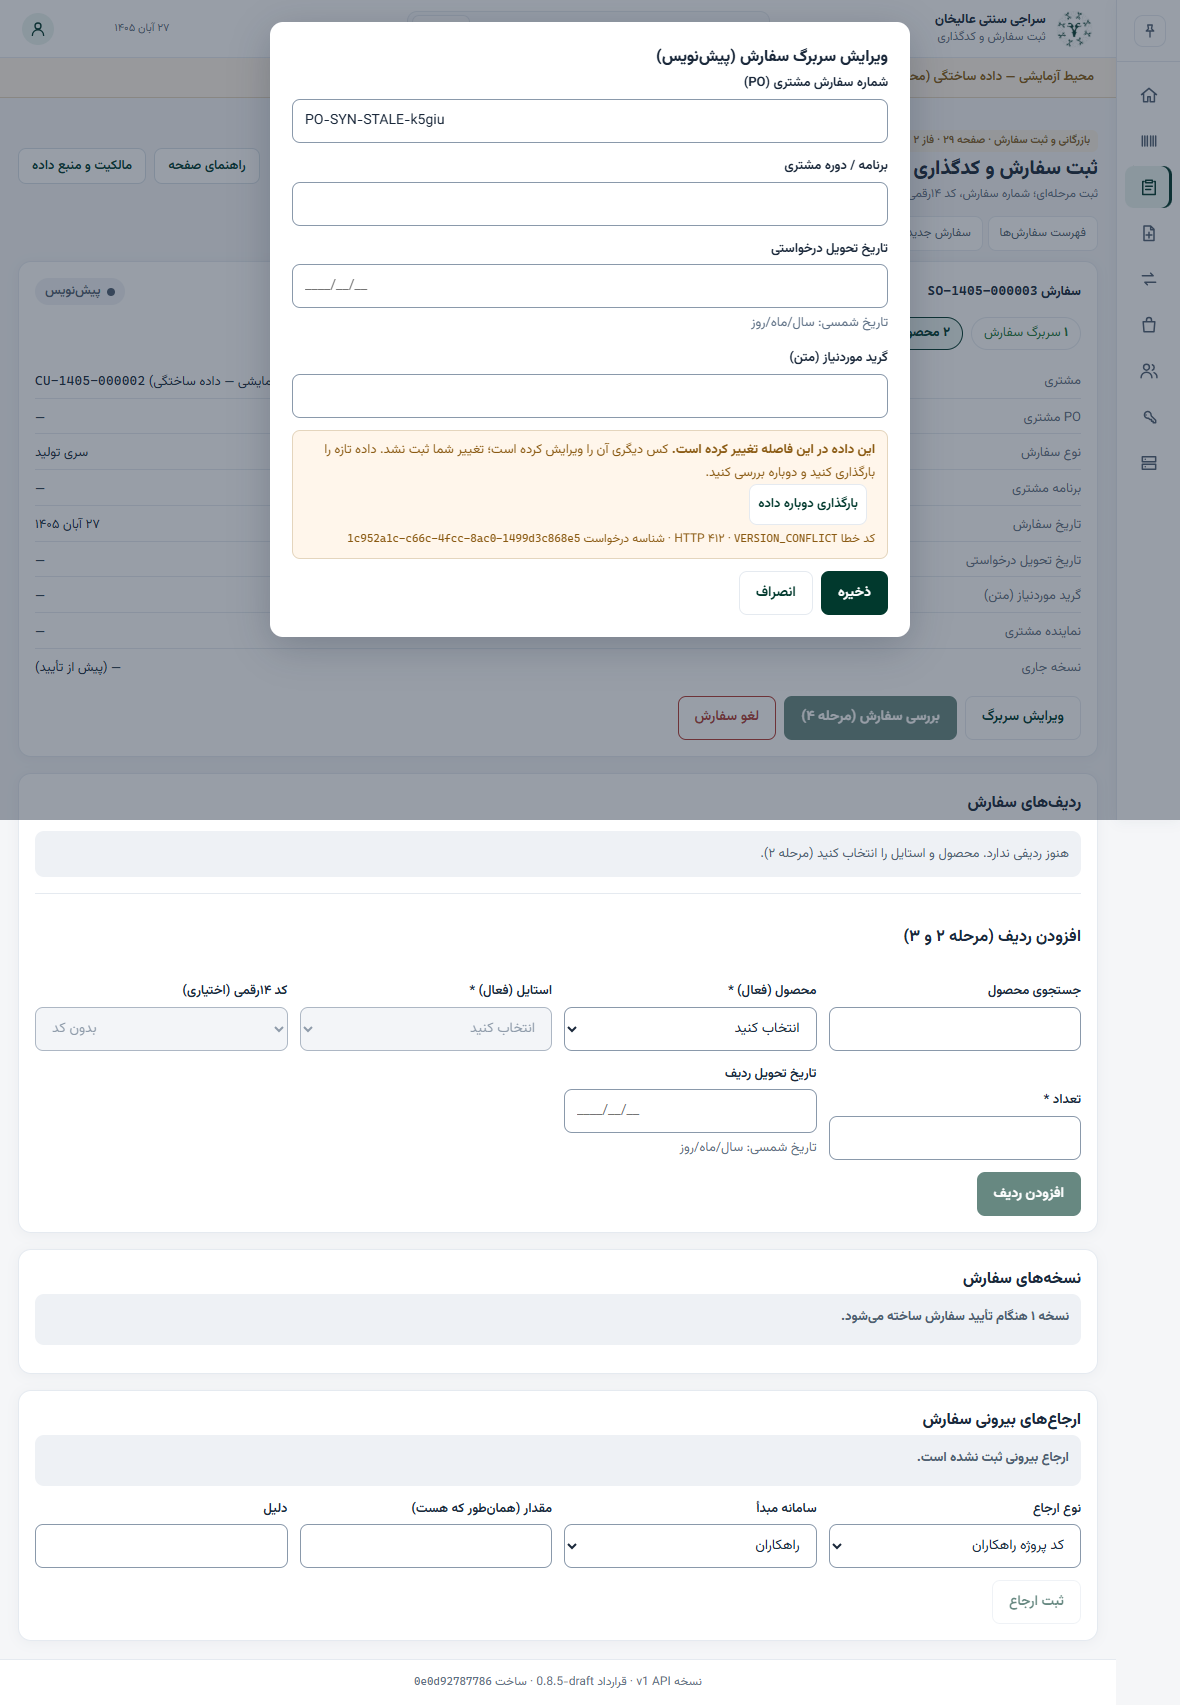 سراجی سنتی عالیخان
ثبت سفارش و کدگذاری
۲۷ آبان ۱۴۰۵
محیط آزمایشی — داده ساختگی
بازرگانی و ثبت سفارش · صفحه ۲۹ · فاز ۲
ثبت سفارش و کدگذاری
ثبت مرحله‌ای؛ شماره سفارش، کد ۱۴رقمی
راهنمای صفحه
مالکیت و منبع داده
فهرست سفارش‌ها
سفارش جدید
ویرایش سربرگ سفارش (پیش‌نویس)
شماره سفارش مشتری (PO)
PO-SYN-STALE-k5giu
برنامه / دوره مشتری
تاریخ تحویل درخواستی
____/__/__
تاریخ شمسی: سال/ماه/روز
گرید موردنیاز (متن)
این داده در این فاصله تغییر کرده است. کس دیگری آن را ویرایش کرده است؛ تغییر شما ثبت نشد. داده تازه را
بارگذاری کنید و دوباره بررسی کنید.
بارگذاری دوباره داده
کد خطا VERSION_CONFLICT · HTTP ۴۱۲ · شناسه درخواست 1c952a1c-c66c-4fcc-8ac0-1499d3c868e5
ذخیره
انصراف
سفارش SO-1405-000003
پیش‌نویس
۱ سربرگ سفارش
۲
مشتری
داده ساختگی) CU-1405-000002
PO مشتری
—
نوع سفارش
سری تولید
برنامه مشتری
—
تاریخ سفارش
۲۷ آبان ۱۴۰۵
تاریخ تحویل درخواستی
—
گرید موردنیاز (متن)
—
نماینده مشتری
—
نسخه جاری
— (پیش از تأیید)
ویرایش سربرگ
بررسی سفارش (مرحله ۴)
لغو سفارش
ردیف‌های سفارش
هنوز ردیفی ندارد. محصول و استایل را انتخاب کنید (مرحله ۲).
افزودن ردیف (مرحله ۲ و ۳)
جستجوی محصول
محصول (فعال) *
استایل (فعال) *
کد ۱۴رقمی (اختیاری)
انتخاب کنید
انتخاب کنید
بدون کد
تعداد *
تاریخ تحویل ردیف
____/__/__
تاریخ شمسی: سال/ماه/روز
افزودن ردیف
نسخه‌های سفارش
نسخه ۱ هنگام تأیید سفارش ساخته می‌شود.
ارجاع‌های بیرونی سفارش
ارجاع بیرونی ثبت نشده است.
نوع ارجاع
سامانه مبدأ
مقدار (همان‌طور که هست)
دلیل
کد پروژه راهکاران
راهکاران
ثبت ارجاع
نسخه API v1 · قرارداد 0.8.5-draft · ساخت 0e0d92787786